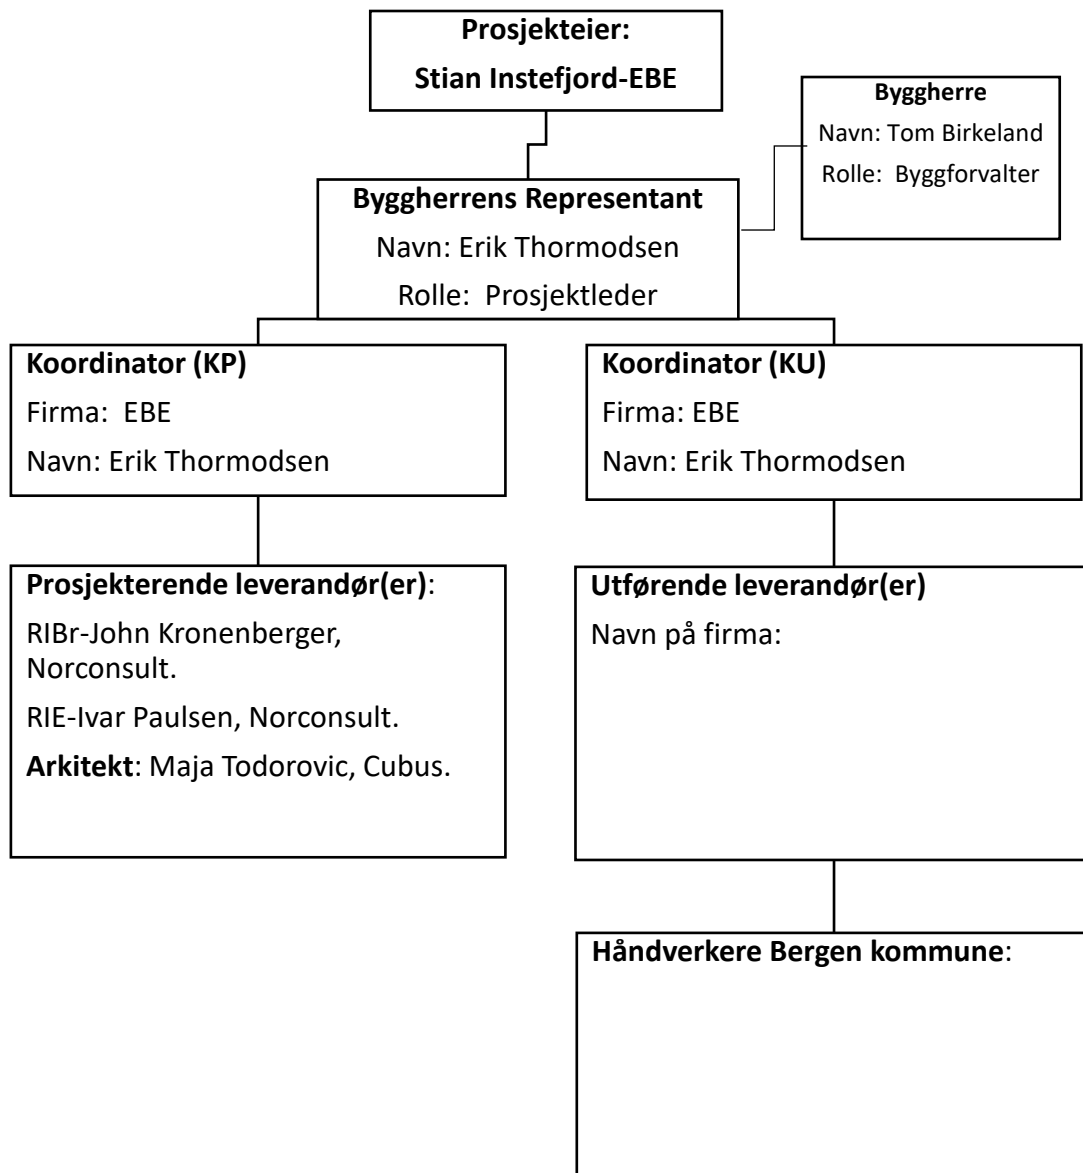 Prosjekteier:
Stian Instefjord-EBE
Byggherre
Navn: Tom Birkeland
Rolle: Byggforvalter
Byggherrens Representant
Navn: Erik Thormodsen
Rolle: Prosjektleder
Koordinator (KP)
Firma: EBE
Navn: Erik Thormodsen
Koordinator (KU)
Firma: EBE
Navn: Erik Thormodsen
Prosjekterende leverandør(er):
RIBr-John Kronenberger,
Norconsult.
RIE-Ivar Paulsen, Norconsult.
Arkitekt: Maja Todorovic, Cubus.
Utførende leverandør(er)
Navn på firma:
Håndverkere Bergen kommune: